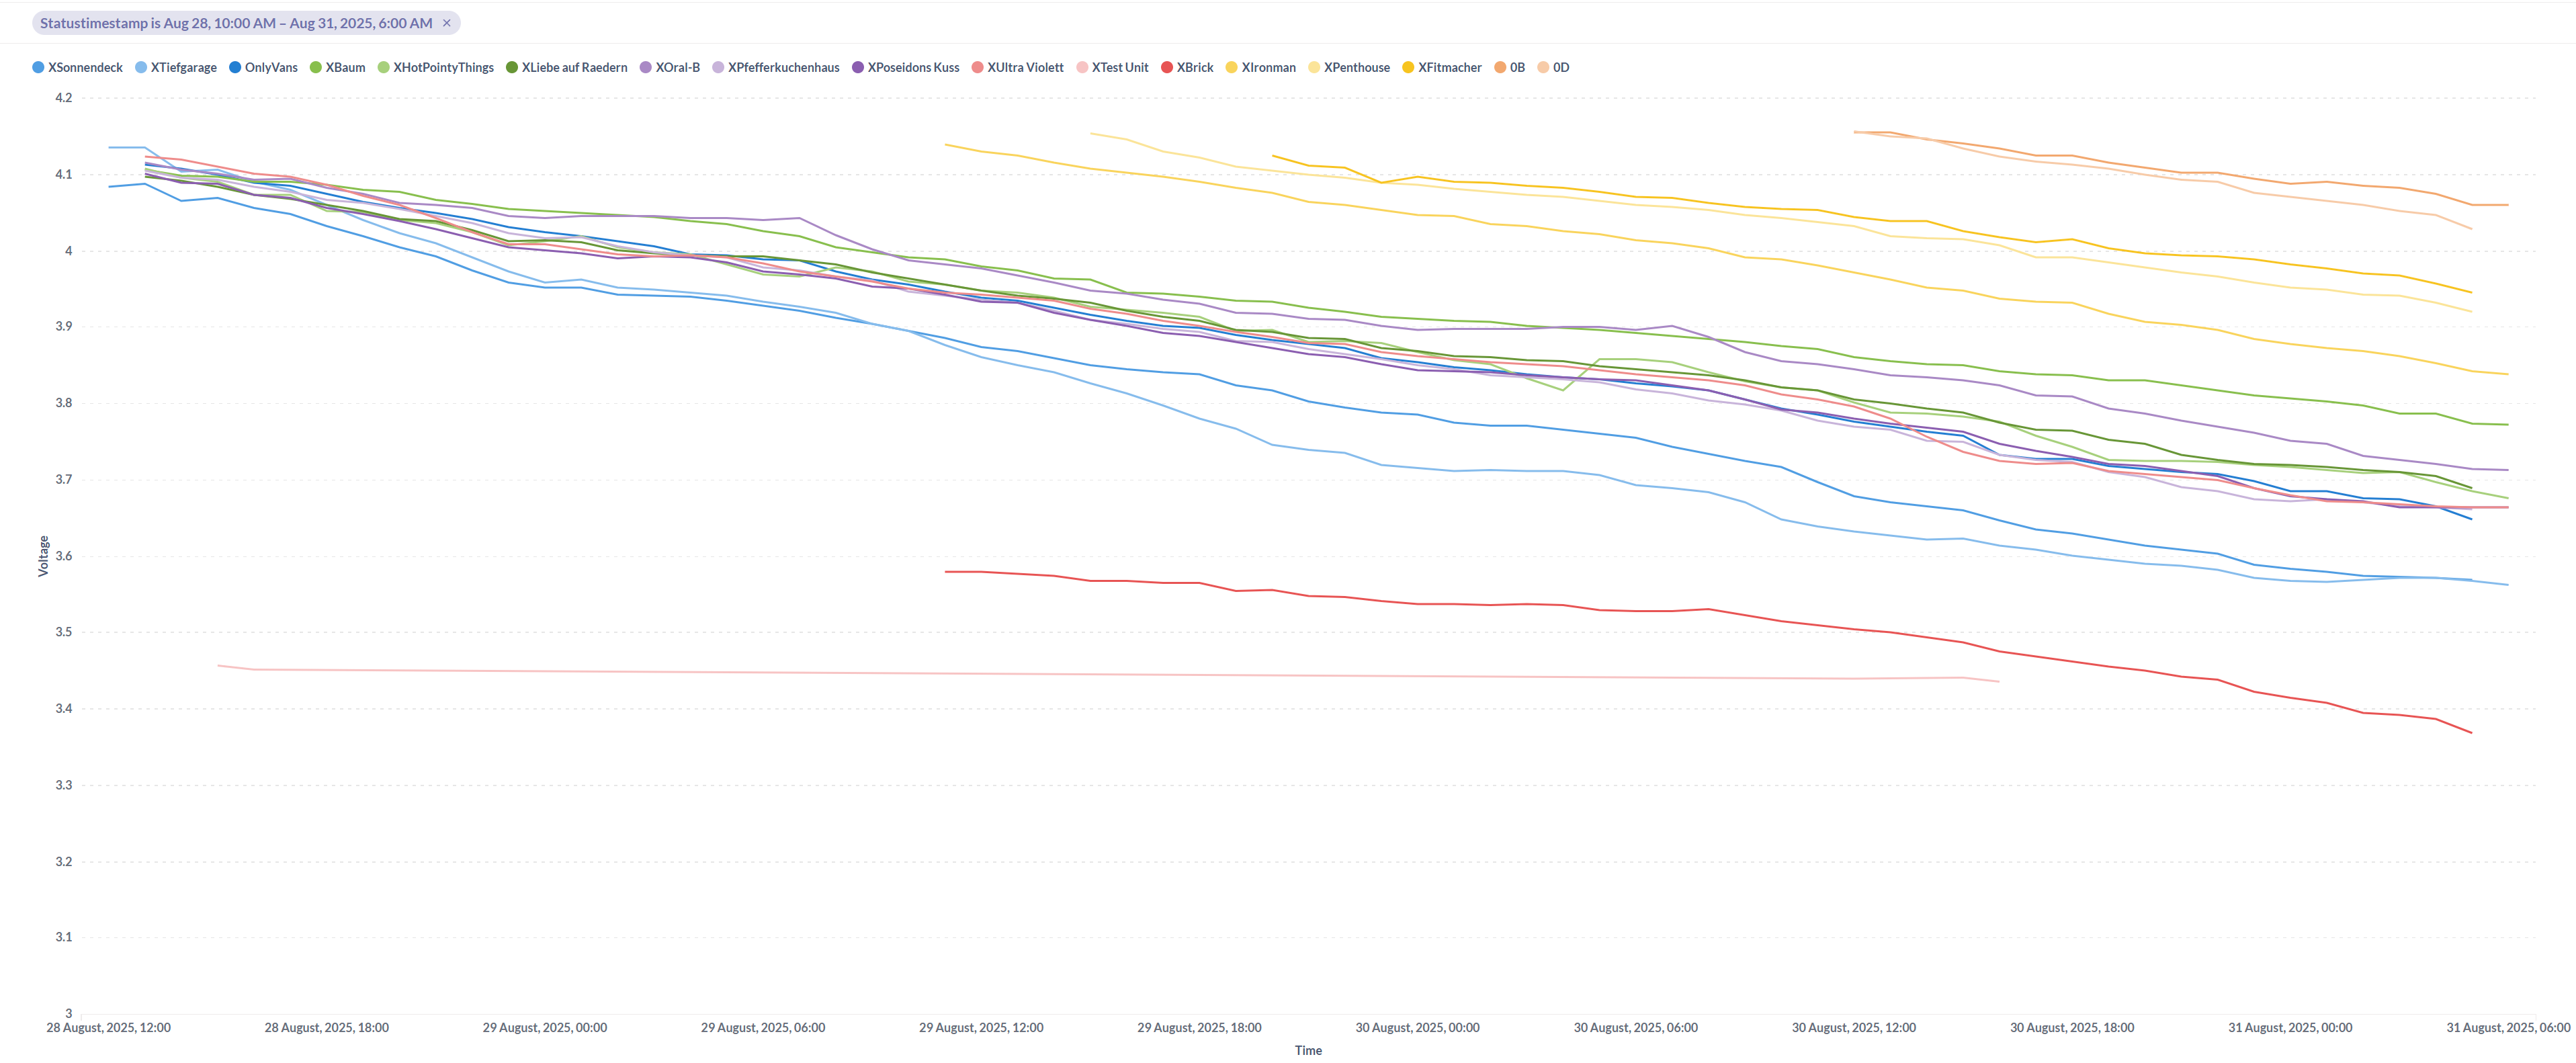 Statustimestamp is Aug 28, 10:00 AM – Aug 31, 2025, 6:00 AM ×
XSonnendeck XTiefgarage OnlyVans XBaum XHotPointyThings XLiebe auf Raedern XOral-B XPfefferkuchenhaus XPoseidons Kuss XUltra Violett XTest Unit XBrick XIronman XPenthouse XFitmacher 0B 0D
4.2
4.1
4
3.9
3.8
3.7
3.6
3.5
3.4
3.3
3.2
3.1
3
Voltage
28 August, 2025, 12:00 28 August, 2025, 18:00 29 August, 2025, 00:00 29 August, 2025, 06:00 29 August, 2025, 12:00 29 August, 2025, 18:00 30 August, 2025, 00:00 30 August, 2025, 06:00 30 August, 2025, 12:00 30 August, 2025, 18:00 31 August, 2025, 00:00 31 August, 2025, 06:00
Time